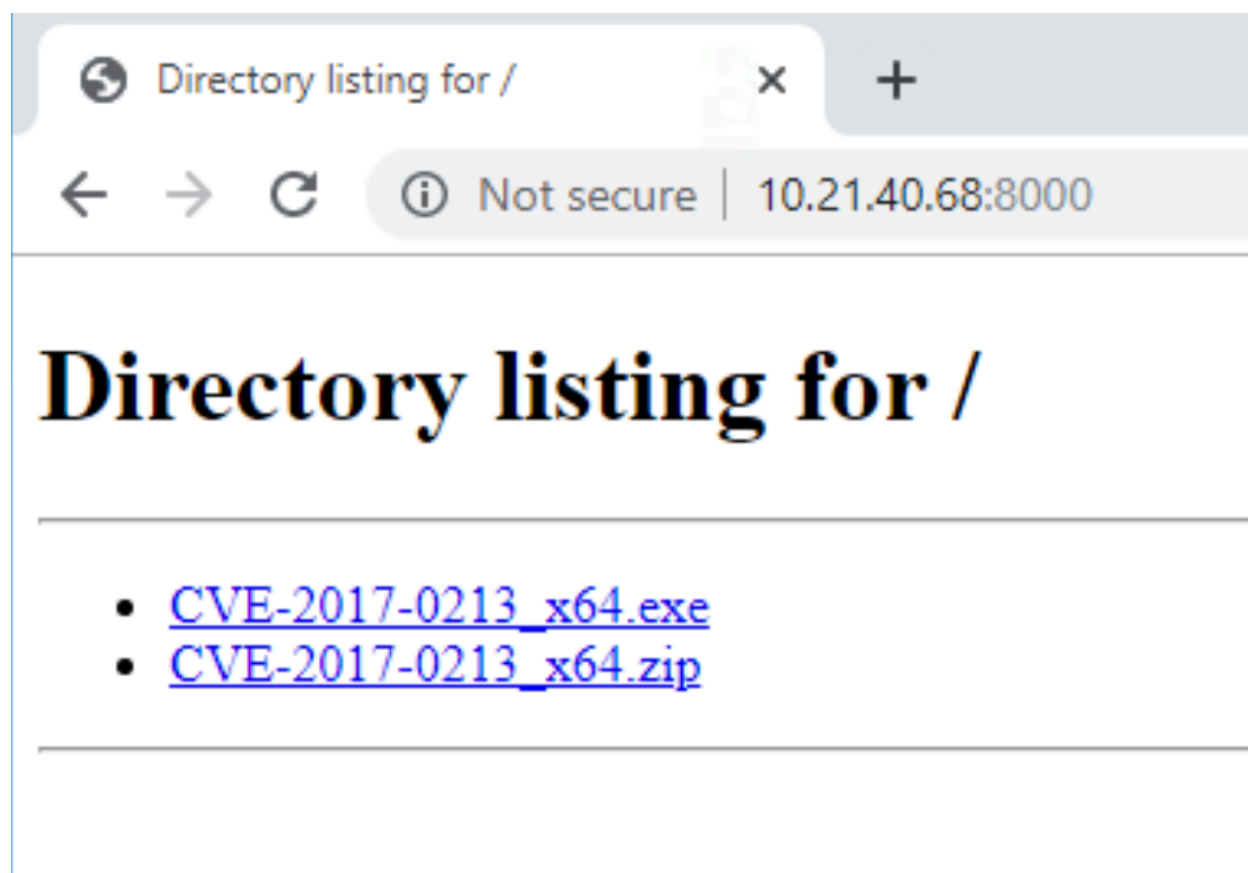 Directory listing for /
Not secure | 10.21.40.68:8000
Directory listing for /
CVE-2017-0213_x64.exe
CVE-2017-0213_x64.zip